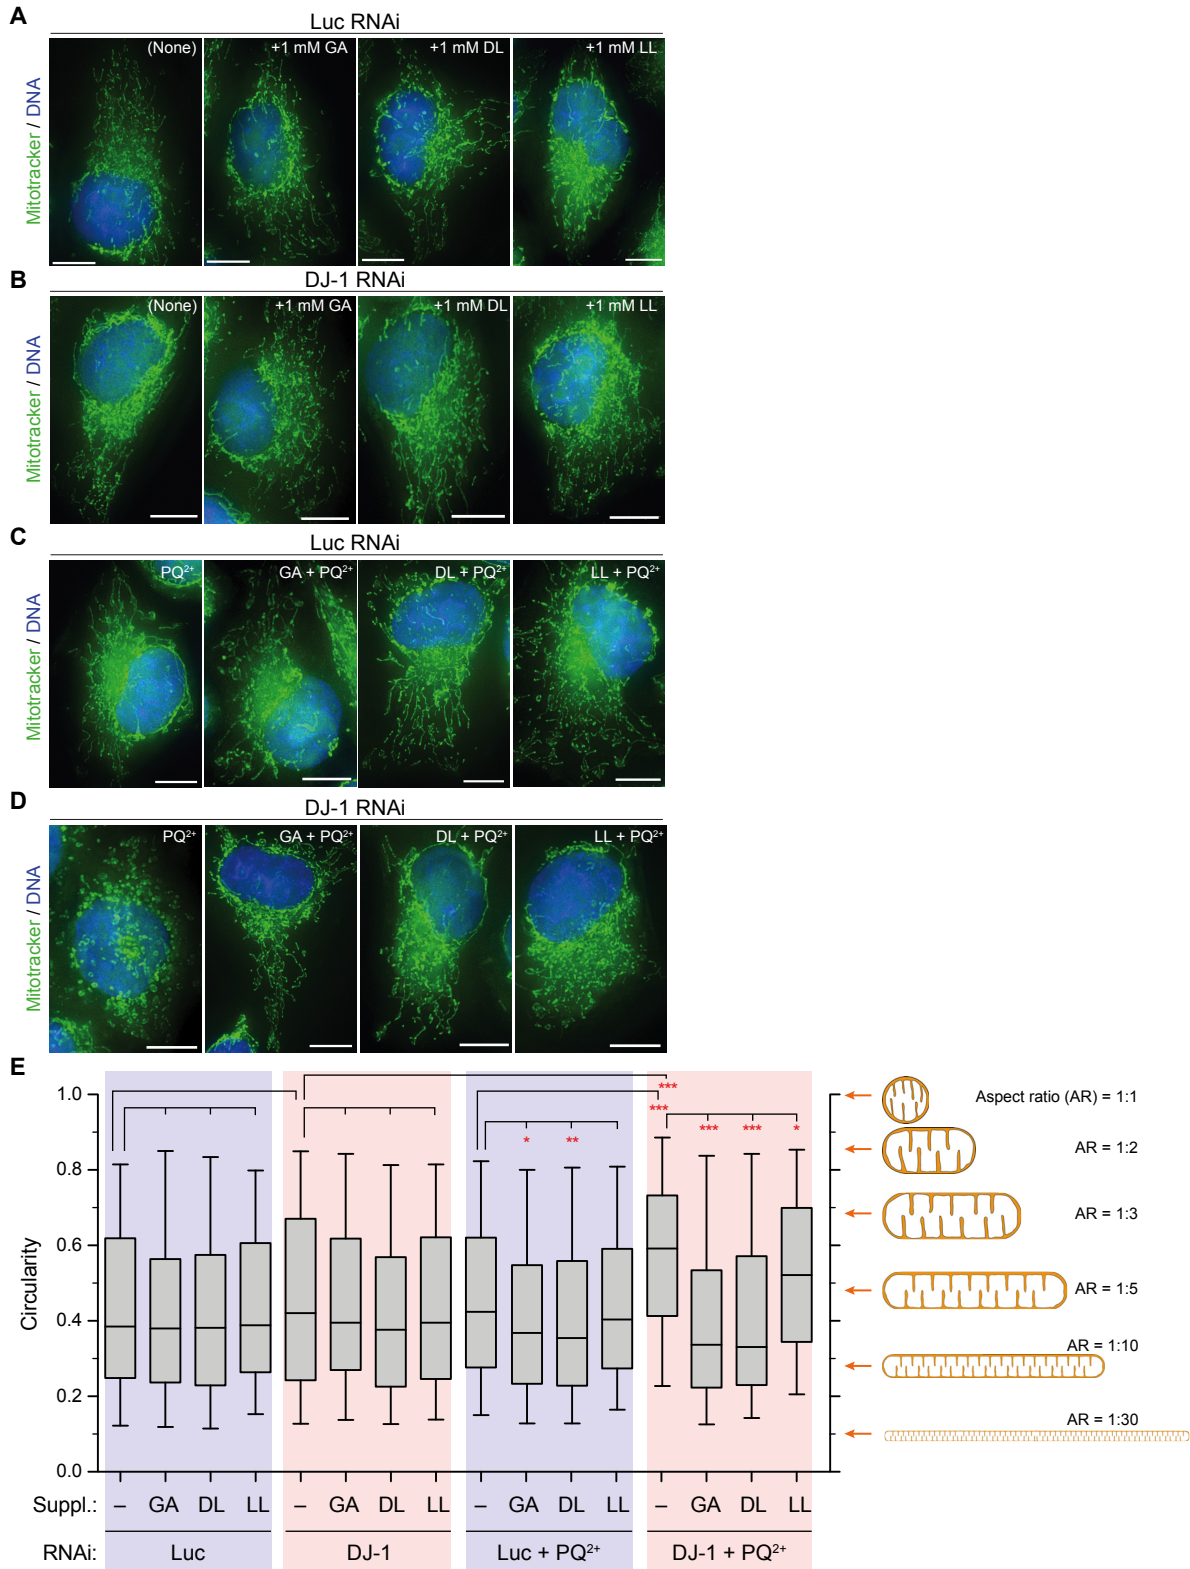 A
Luc RNAi
Mitotracker / DNA
(None)
+1 mM GA
+1 mM DL
+1 mM LL
B
DJ-1 RNAi
Mitotracker / DNA
(None)
+1 mM GA
+1 mM DL
+1 mM LL
C
Luc RNAi
Mitotracker / DNA
PQ²⁺
GA + PQ²⁺
DL + PQ²⁺
LL + PQ²⁺
D
DJ-1 RNAi
Mitotracker / DNA
PQ²⁺
GA + PQ²⁺
DL + PQ²⁺
LL + PQ²⁺
E
Circularity
1.0
0.8
0.6
0.4
0.2
0.0
* ** *** *** *** *** *
Aspect ratio (AR) = 1:1
AR = 1:2
AR = 1:3
AR = 1:5
AR = 1:10
AR = 1:30
Suppl.: – GA DL LL – GA DL LL – GA DL LL – GA DL LL
RNAi: Luc DJ-1 Luc + PQ²⁺ DJ-1 + PQ²⁺